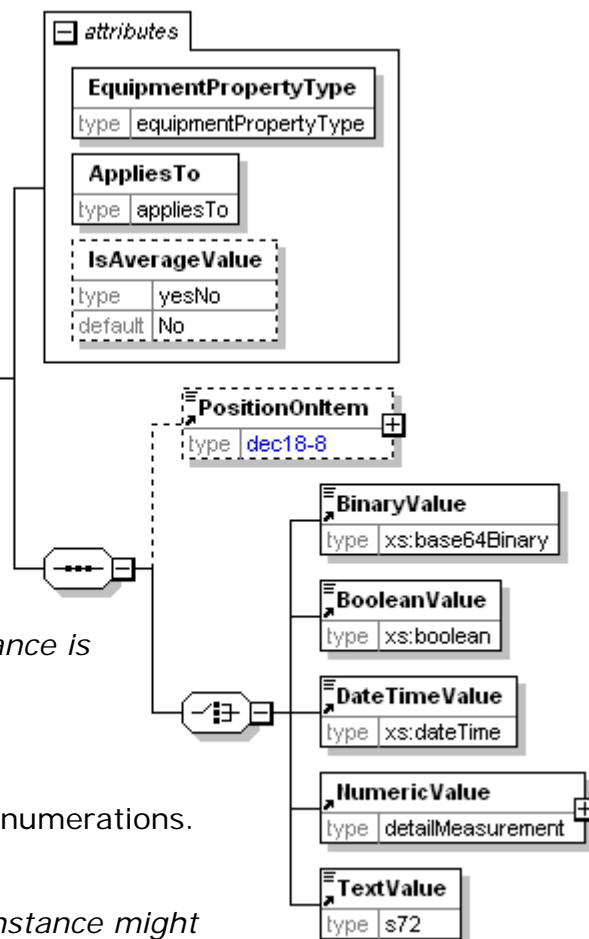 attributes
EquipmentPropertyType
type equipmentPropertyType
AppliesTo
type appliesTo
IsAverageValue
type yesNo
default No
PositionOnItem
type dec18-8
BinaryValue
type xs:base64Binary
BooleanValue
type xs:boolean
ance is
DateTimeValue
type xs:dateTime
NumericValue
type detailMeasurement
numerations.
TextValue
type s72
nstance might